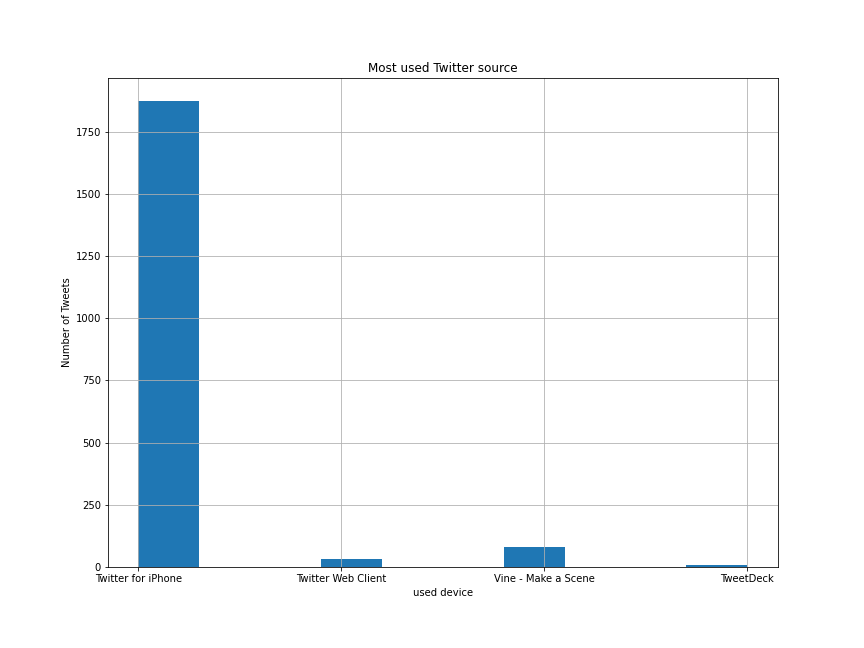 Most used Twitter source
Number of Tweets
1750
1500
1250
1000
750
500
250
0
Twitter for iPhone
Twitter Web Client
Vine - Make a Scene
TweetDeck
used device